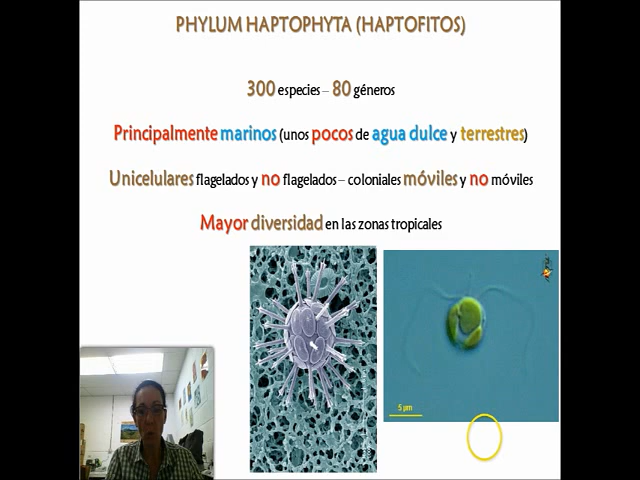 PHYLUM HAPTOPHYTA (HAPTOFITOS)
300 especies – 80 géneros
Principalmente marinos (unos pocos de agua dulce y terrestres)
Unicelulares flagelados y no flagelados – coloniales móviles y no móviles
Mayor diversidad en las zonas tropicales
5 µm